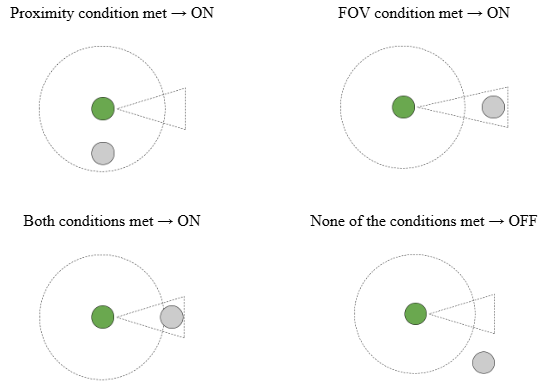 Proximity condition met → ON
FOV condition met → ON
Both conditions met → ON
None of the conditions met → OFF